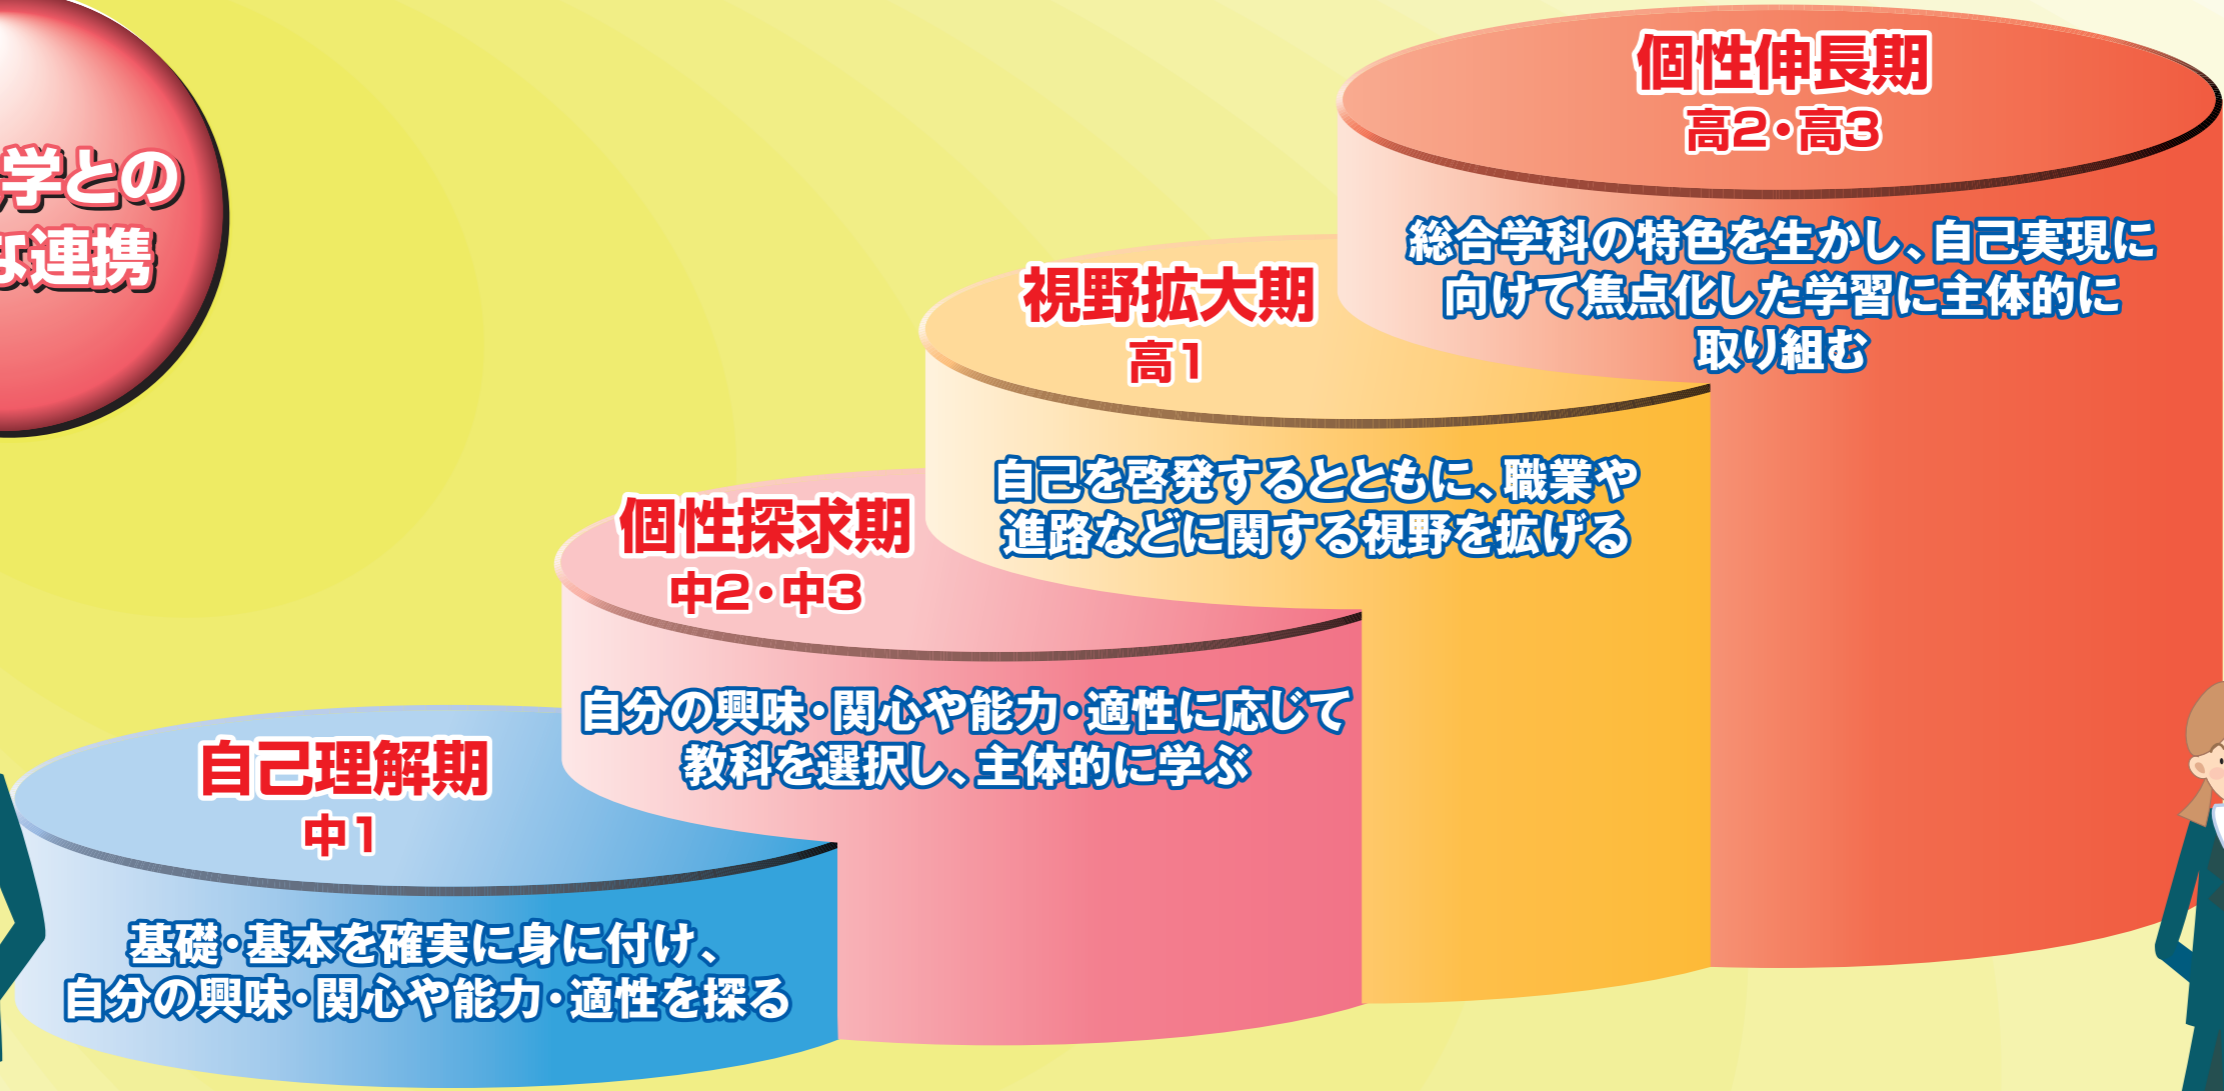 学との
な連携
個性伸長期
高2・高3
総合学科の特色を生かし、自己実現に
向けて焦点化した学習に主体的に
取り組む
視野拡大期
高1
自己を啓発するとともに、職業や
進路などに関する視野を拡げる
個性探求期
中2・中3
自分の興味・関心や能力・適性に応じて
教科を選択し、主体的に学ぶ
自己理解期
中1
基礎・基本を確実に身に付け、
自分の興味・関心や能力・適性を探る